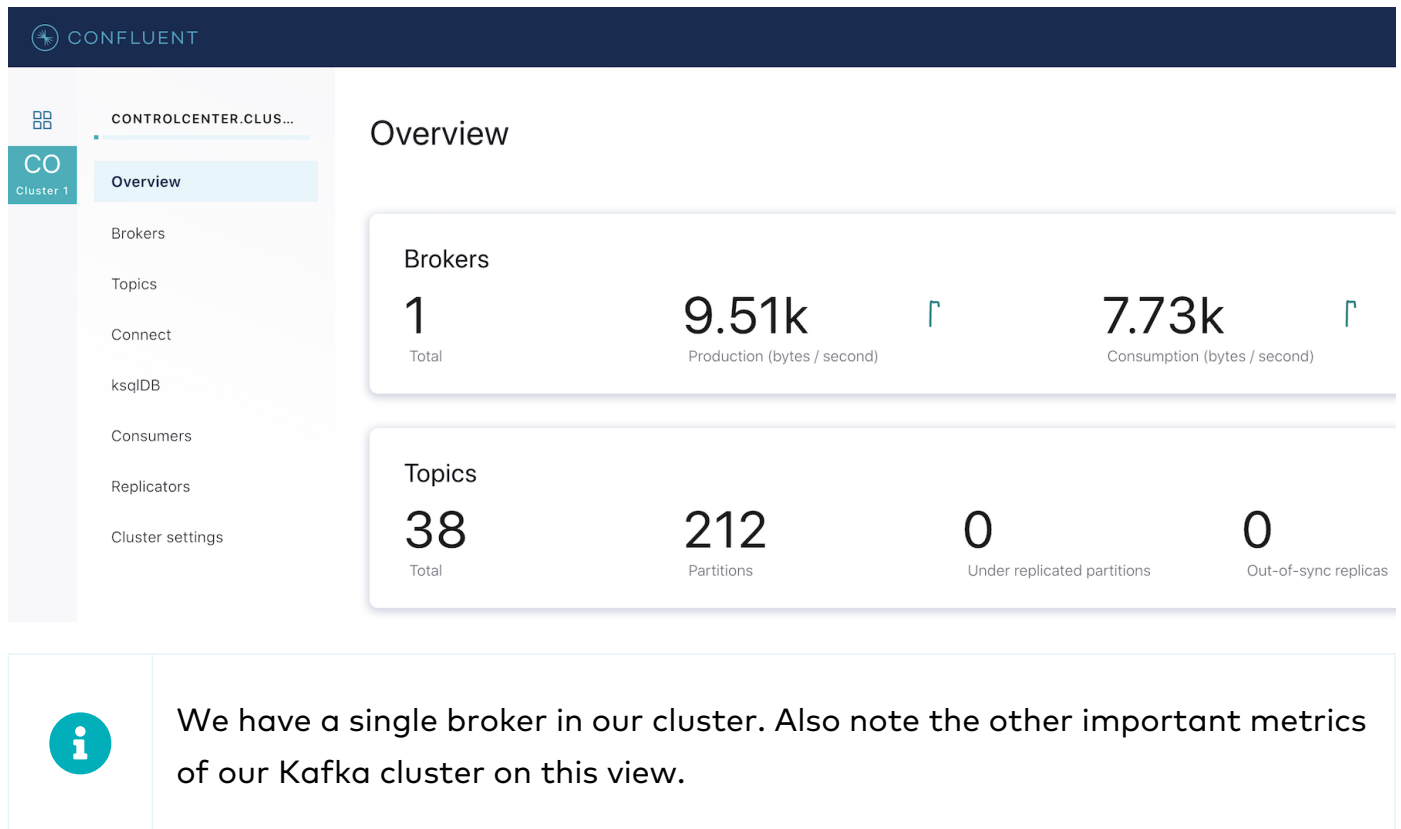 CONFLUENT
CONTROLCENTER.CLUS...
CO
Cluster 1
Overview
Brokers
Topics
Connect
ksqlDB
Consumers
Replicators
Cluster settings
Overview
Brokers
1
Total
9.51k
Production (bytes / second)
7.73k
Consumption (bytes / second)
Topics
38
Total
212
Partitions
0
Under replicated partitions
0
Out-of-sync replicas
We have a single broker in our cluster. Also note the other important metrics
of our Kafka cluster on this view.